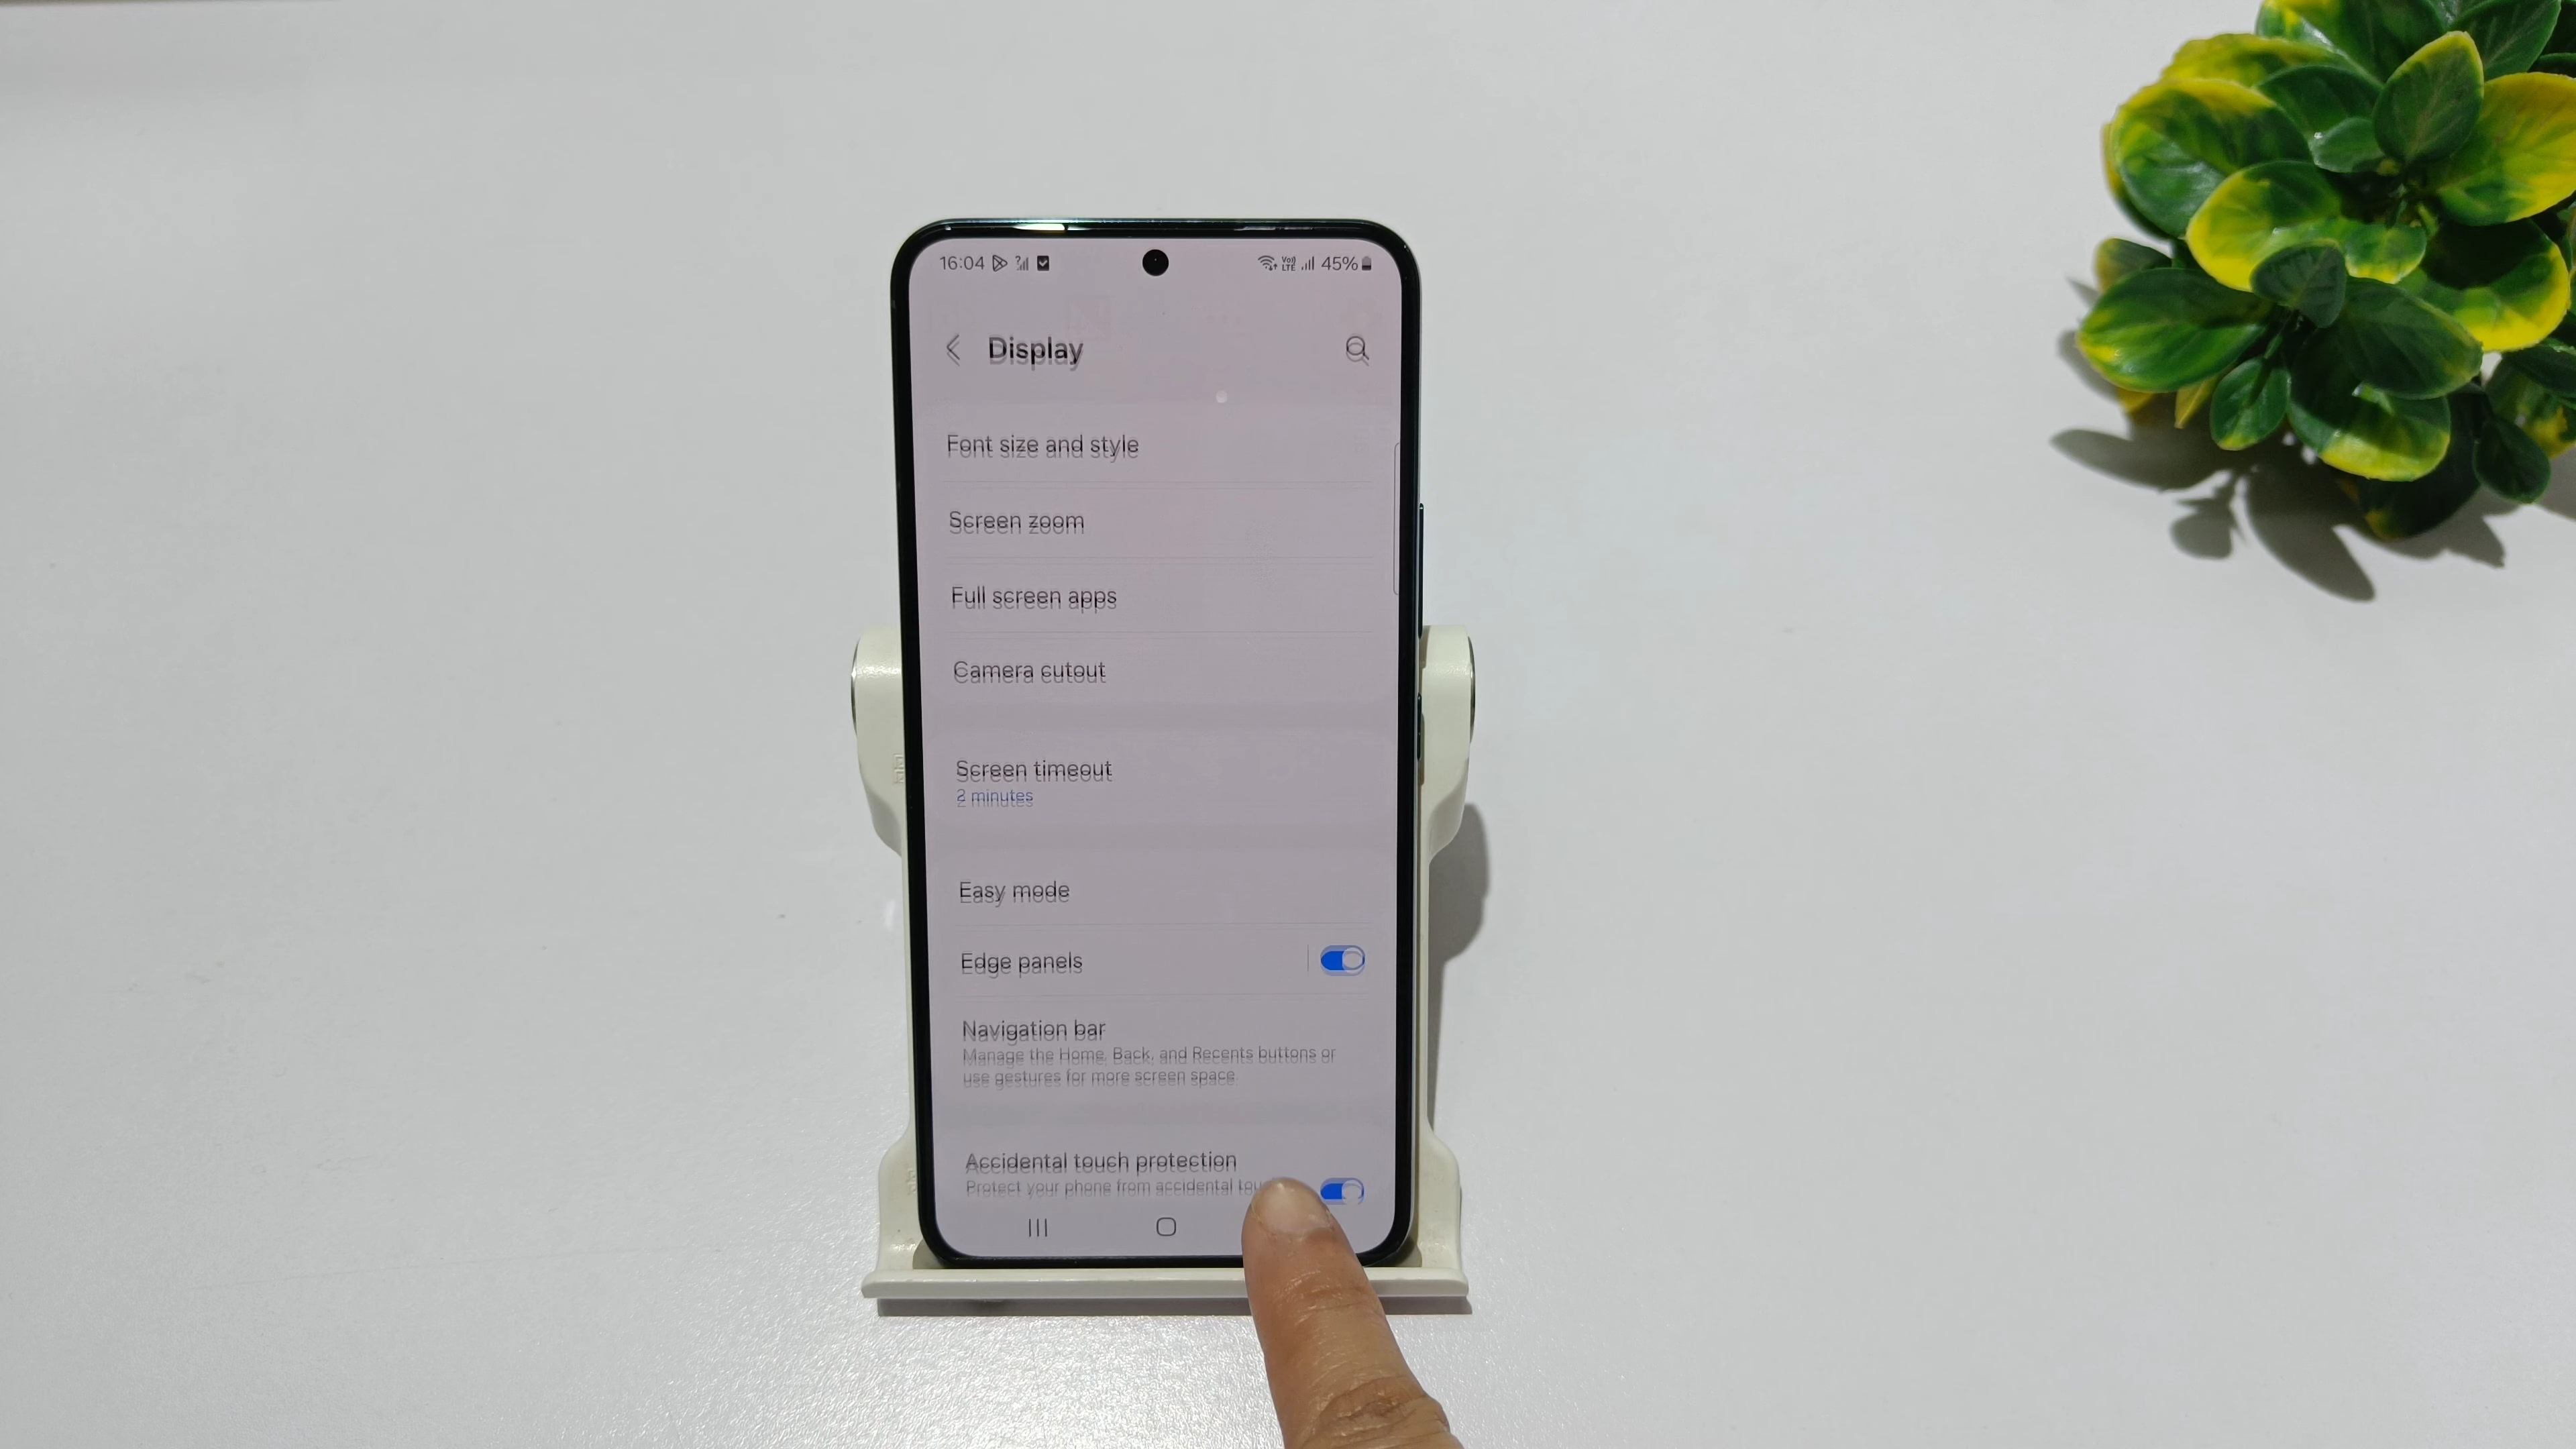 16:04 Vo) LTE 45%
Display
Font size and style
Screen zoom
Full screen apps
Camera cutout
Screen timeout
2 minutes
Easy mode
Edge panels
Navigation bar
Manage the Home, Back, and Recents buttons or
use gestures for more screen space.
Accidental touch protection
Protect your phone from accidental